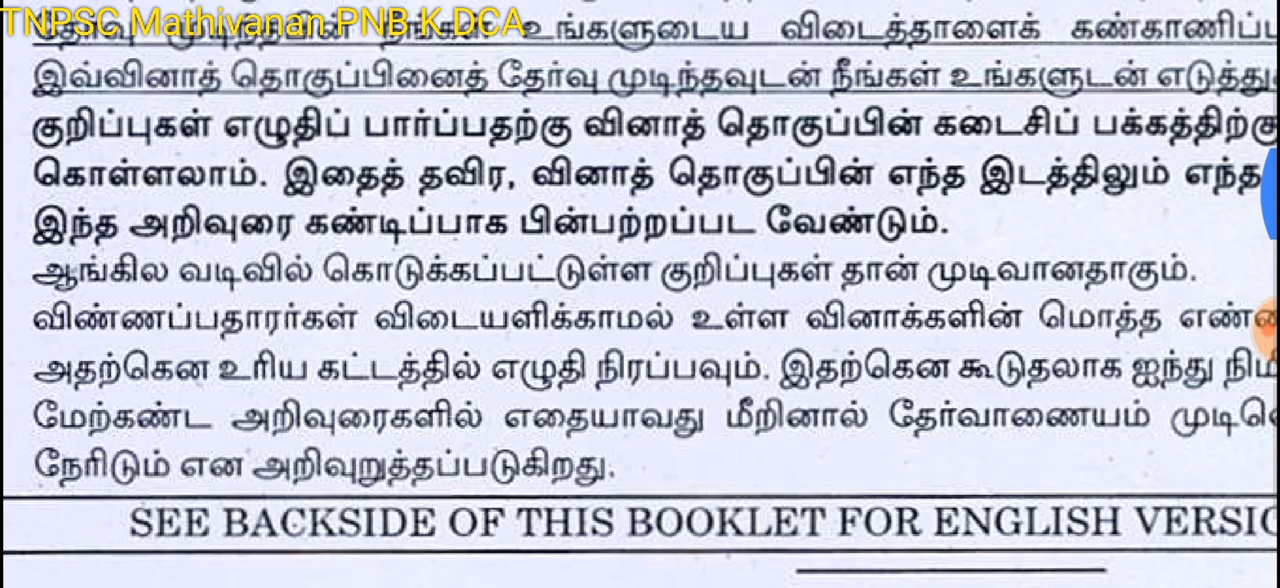 TNPSC Mathivanan PNB K DCA
உங்களுடைய விடைத்தாளைக்
இவ்வினாத் தொகுப்பினைத் தேர்வு முடிந்தவுடன் நீங்கள் உங்களுடன்
குறிப்புகள் எழுதிப் பார்ப்பதற்கு வினாத் தொகுப்பின் கடைசிப்
கொள்ளலாம். இதைத் தவிர, வினாத் தொகுப்பின் எந்த இடத்திலும் எந்த
இந்த அறிவுரை கண்டிப்பாக பின்பற்றப்பட வேண்டும்.
ஆங்கில வடிவில் கொடுக்கப்பட்டுள்ள குறிப்புகள் தான் முடிவானதாகும்.
விண்ணப்பதாரர்கள் விடையளிக்காமல் உள்ள வினாக்களின் மொத்த
அதற்கென உரிய கட்டத்தில் எழுதி நிரப்பவும். இதற்கென கூடுதலாக ஐந்து
மேற்கண்ட அறிவுரைகளில் எதையாவது மீறினால் தேர்வாணையம்
நேரிடும் என அறிவுறுத்தப்படுகிறது.
SEE BACKSIDE OF THIS BOOKLET FOR ENGLISH